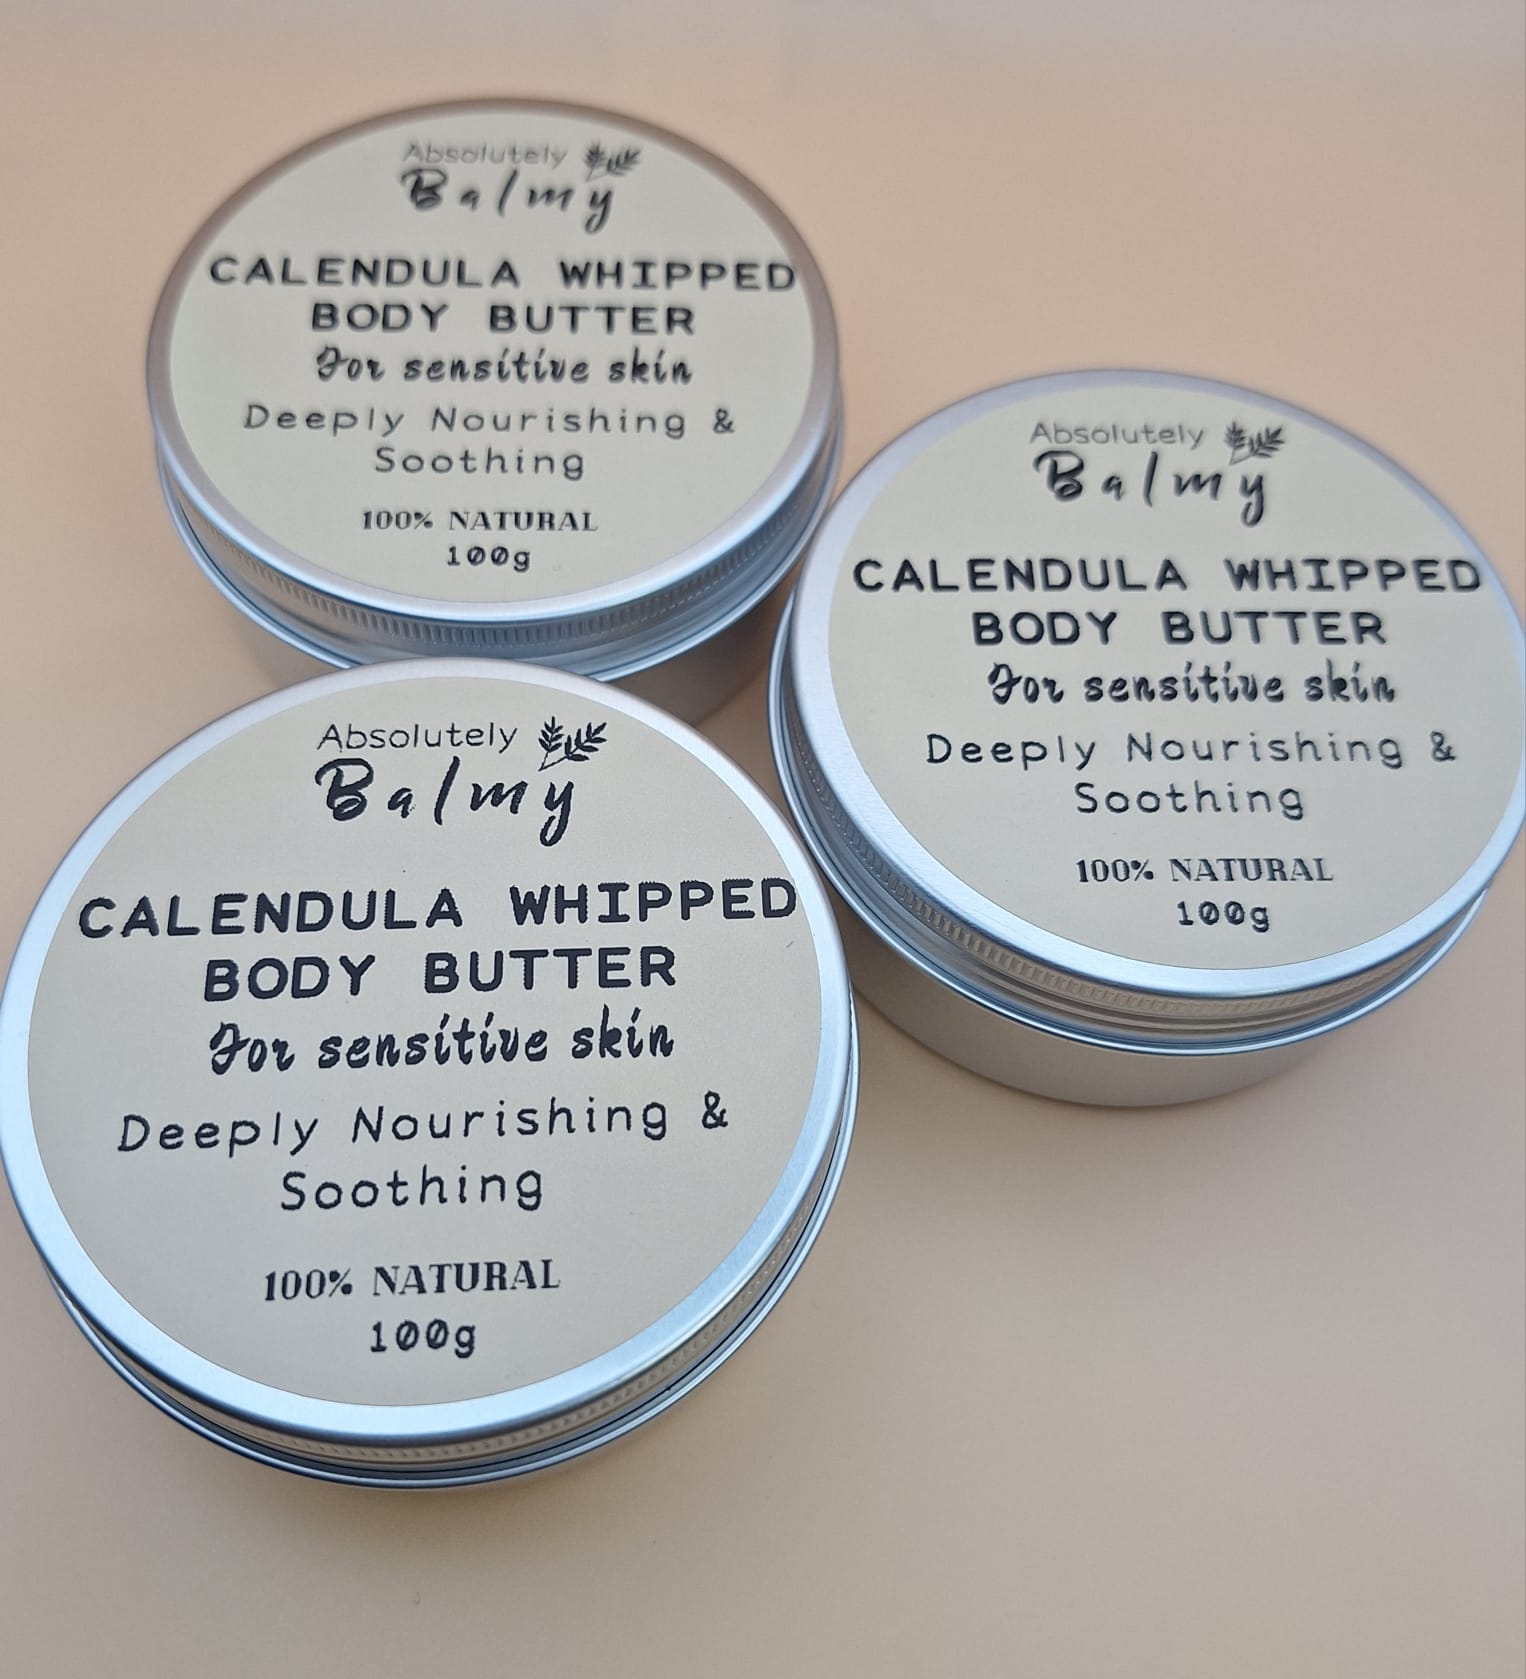 Absolutely
Balmy
CALENDULA WHIPPED
BODY BUTTER
For sensitive skin
Deeply Nourishing &
Soothing
100% NATURAL
100g
Absolutely
Balmy
CALENDULA WHIPPED
BODY BUTTER
For sensitive skin
Deeply Nourishing &
Soothing
100% NATURAL
100g
Absolutely
Balmy
CALENDULA WHIPPED
BODY BUTTER
For sensitive skin
Deeply Nourishing &
Soothing
100% NATURAL
100g